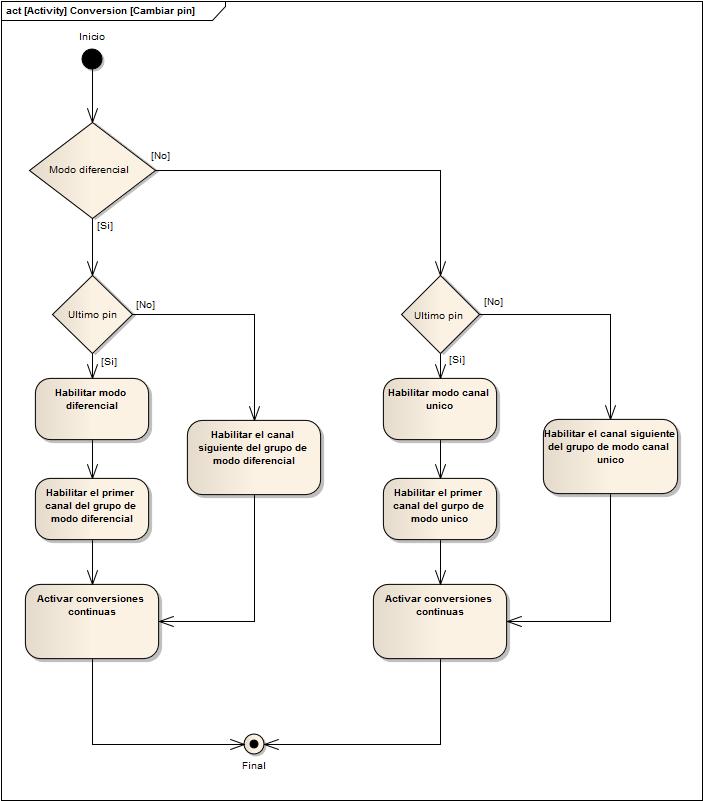 act [Activity] Conversion [Cambiar pin]
Inicio
Modo diferencial
[No]
[Si]
Ultimo pin
[No]
[Si]
Ultimo pin
[No]
[Si]
Habilitar modo
diferencial
Habilitar el canal
siguiente del grupo de
modo diferencial
Habilitar modo canal
unico
Habilitar el canal siguiente
del grupo de modo canal
unico
Habilitar el primer
canal del grupo de
modo diferencial
Habilitar el primer
canal del gurpo de
modo unico
Activar conversiones
continuas
Activar conversiones
continuas
Final